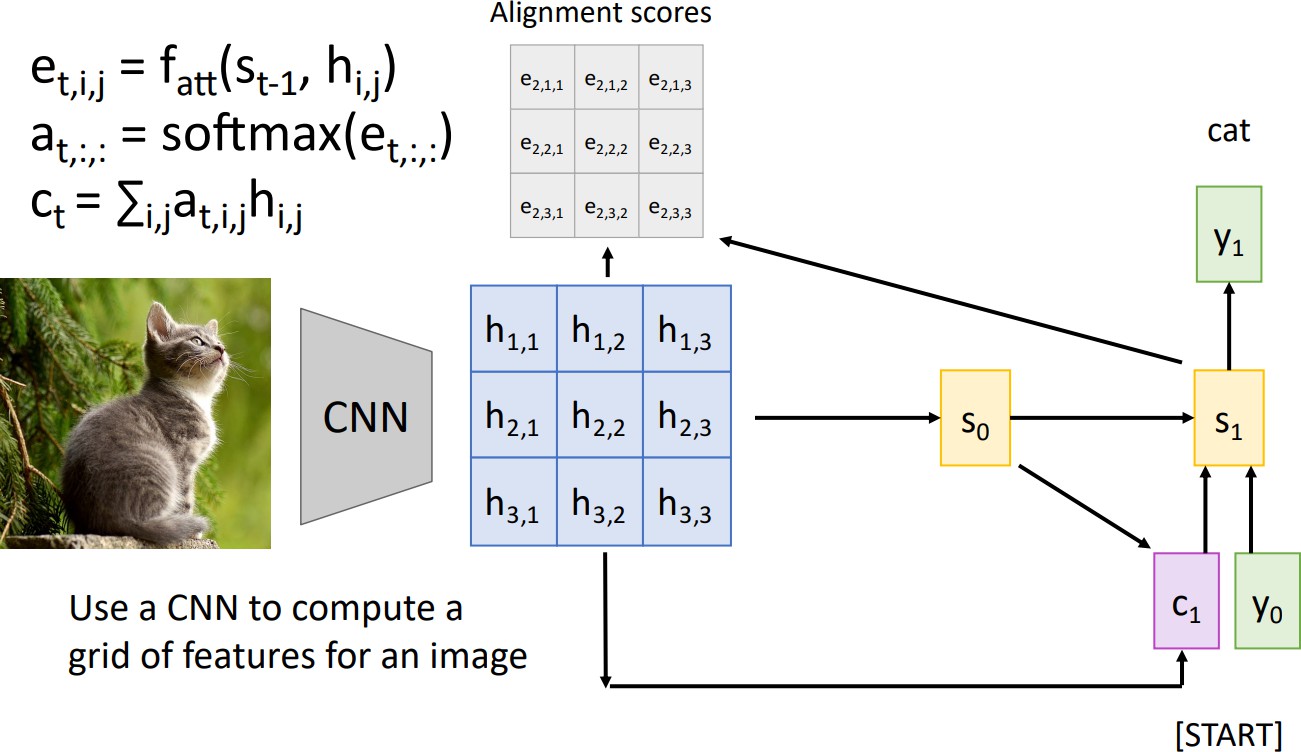 Alignment scores
e_{t,i,j} = f_{att}(s_{t-1}, h_{i,j})
a_{t,:,:} = softmax(e_{t,:,:})
c_t = ∑_{i,j}a_{t,i,j}h_{i,j}
e_{2,1,1} e_{2,1,2} e_{2,1,3}
e_{2,2,1} e_{2,2,2} e_{2,2,3}
e_{2,3,1} e_{2,3,2} e_{2,3,3}
cat
y_1
CNN
h_{1,1} h_{1,2} h_{1,3}
h_{2,1} h_{2,2} h_{2,3}
h_{3,1} h_{3,2} h_{3,3}
s_0
s_1
c_1
y_0
Use a CNN to compute a
grid of features for an image
[START]